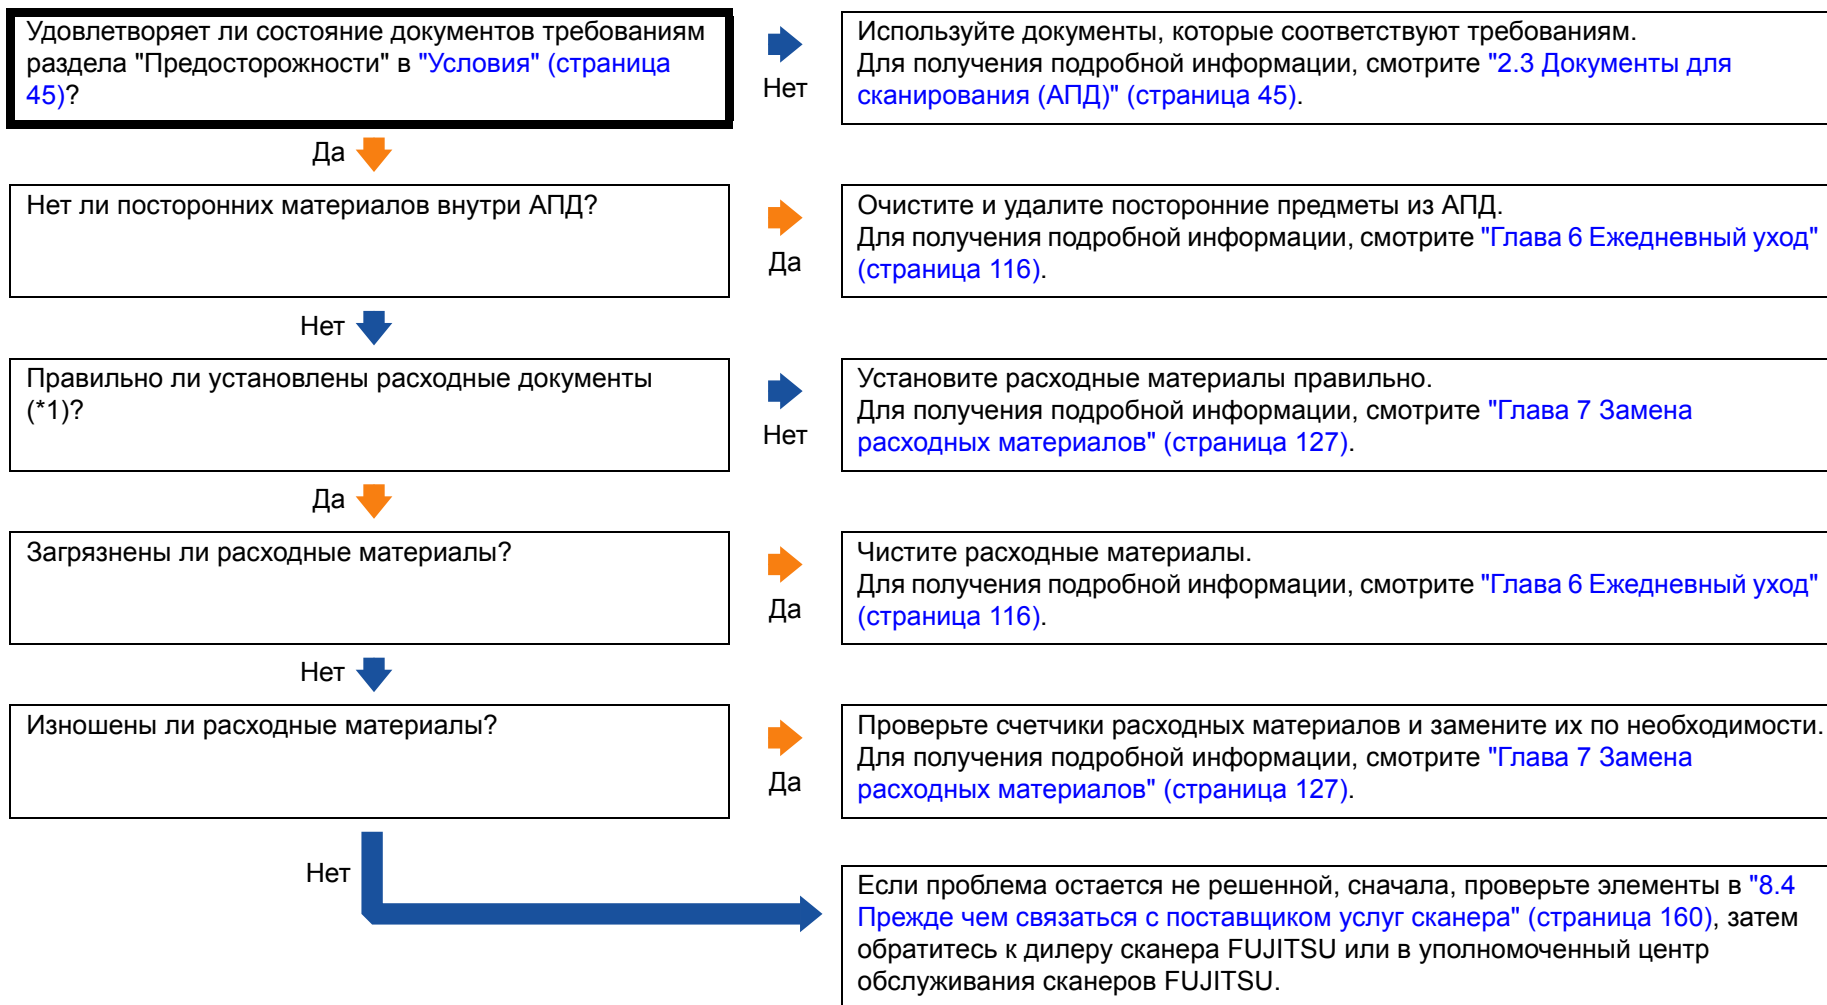 Удовлетворяет ли состояние документов требованиям
раздела "Предосторожности" в "Условия" (страница
45)?
Нет
Используйте документы, которые соответствуют требованиям.
Для получения подробной информации, смотрите "2.3 Документы для
сканирования (АПД)" (страница 45).
Да
Нет ли посторонних материалов внутри АПД?
Да
Очистите и удалите посторонние предметы из АПД.
Для получения подробной информации, смотрите "Глава 6 Ежедневный уход"
(страница 116).
Нет
Правильно ли установлены расходные документы
(*1)?
Нет
Установите расходные материалы правильно.
Для получения подробной информации, смотрите "Глава 7 Замена
расходных материалов" (страница 127).
Да
Загрязнены ли расходные материалы?
Да
Чистите расходные материалы.
Для получения подробной информации, смотрите "Глава 6 Ежедневный уход"
(страница 116).
Нет
Изношены ли расходные материалы?
Да
Проверьте счетчики расходных материалов и замените их по необходимости.
Для получения подробной информации, смотрите "Глава 7 Замена
расходных материалов" (страница 127).
Нет
Если проблема остается не решенной, сначала, проверьте элементы в "8.4
Прежде чем связаться с поставщиком услуг сканера" (страница 160), затем
обратитесь к дилеру сканера FUJITSU или в уполномоченный центр
обслуживания сканеров FUJITSU.